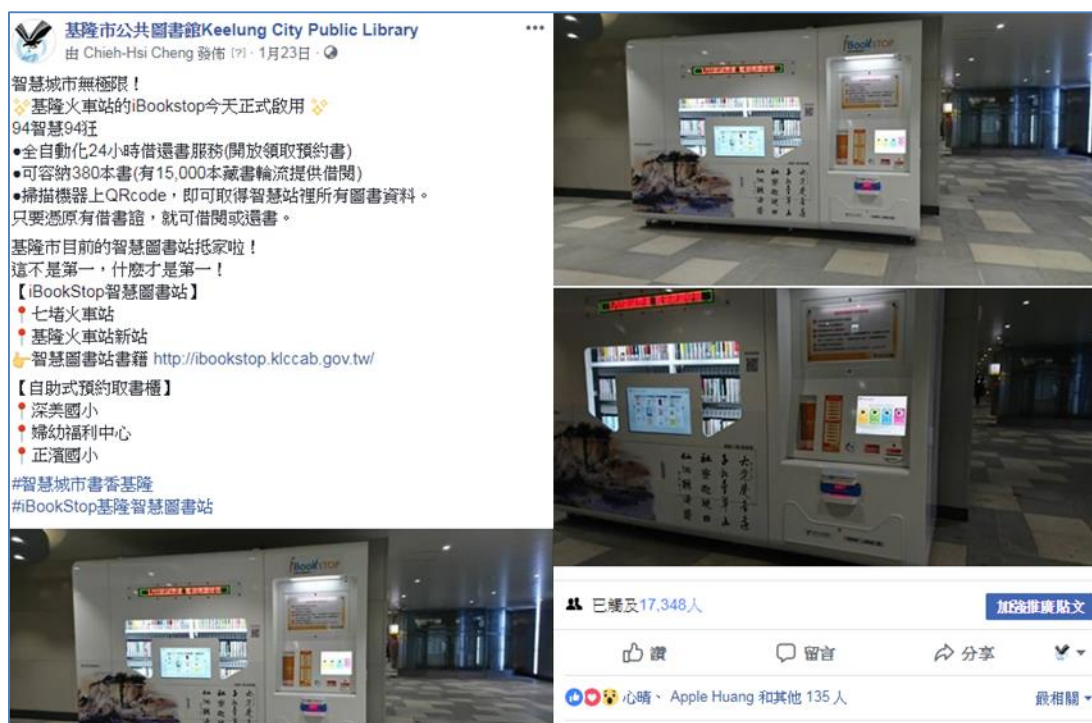 基隆市公共圖書館Keelung City Public Library
由 Chieh-Hsi Cheng 發佈 [?] · 1月23日 ·
智慧城市無極限！
✨基隆火車站的iBookstop今天正式啟用 ✨
94智慧94狂
●全自動化24小時借還書服務(開放領取預約書)
●可容納380本書(有15,000本藏書輪流提供借閱)
●掃描機器上QRcode，即可取得智慧站裡所有圖書資料。
只要憑原有借書證，就可借閱或還書。
基隆市目前的智慧圖書站抵家啦！
這不是第一，什麼才是第一！
【iBookStop智慧圖書站】
📍七堵火車站
📍基隆火車站新站
👉智慧圖書站書籍 http://ibookstop.klccab.gov.tw/
【自助式預約取書櫃】
📍深美國小
📍婦幼福利中心
📍正濱國小
#智慧城市書香基隆
#iBookStop基隆智慧圖書站
iBookSTOP
iBookSTOP
已觸及17,348人
加強推廣貼文
讚
留言
分享
心晴、 Apple Huang 和其他 135 人
最相關